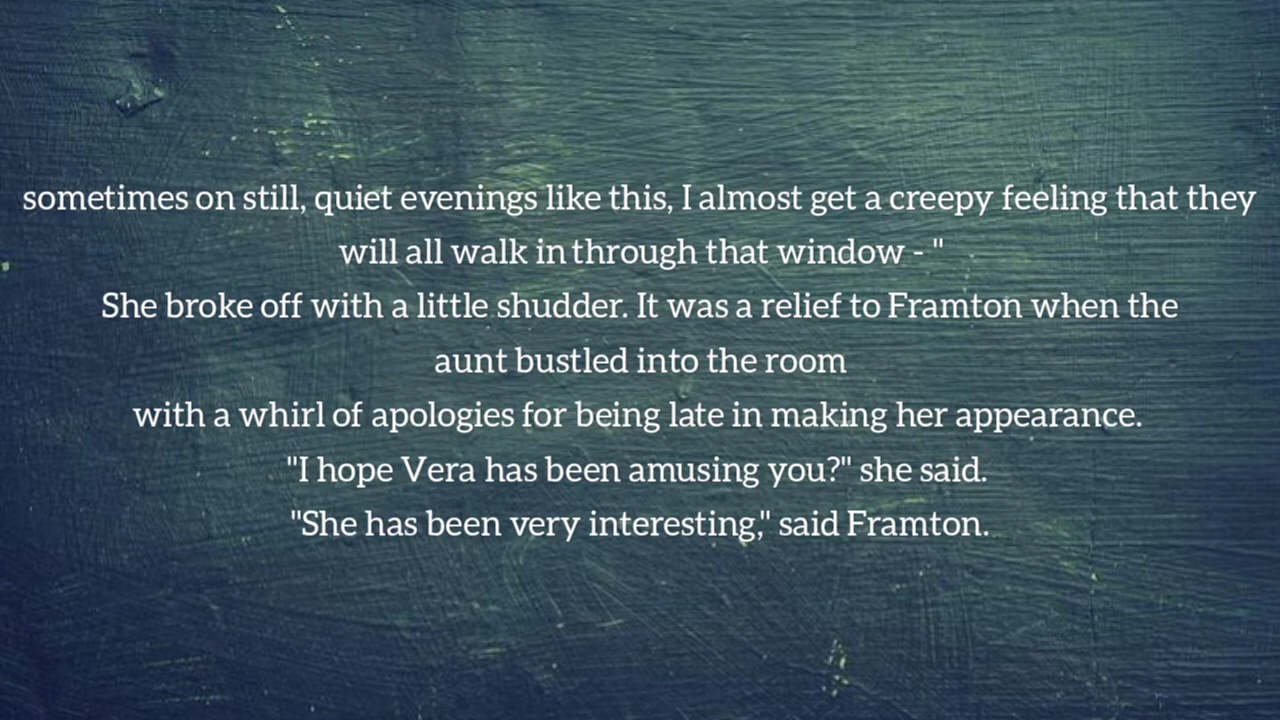 sometimes on still, quiet evenings like this, I almost get a creepy feeling that they
will all walk in through that window - "
She broke off with a little shudder. It was a relief to Framton when the
aunt bustled into the room
with a whirl of apologies for being late in making her appearance.
"I hope Vera has been amusing you?" she said.
"She has been very interesting," said Framton.